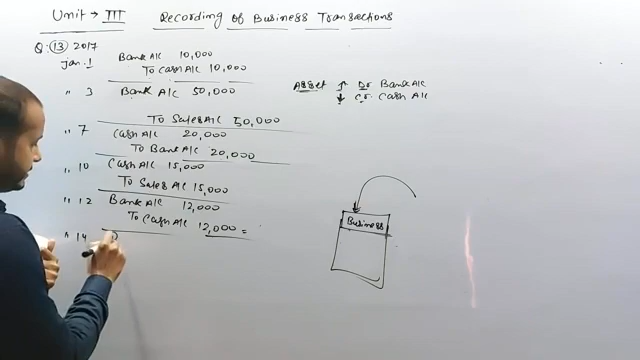 Unit → III Recording of Business Transactions
Q: 13 2017
Jan. 1 Bank A/c 10,000
To Cash A/c 10,000
" 3 Bank A/c 50,000
To Sales A/c 50,000
" 7 Cash A/c 20,000
To Bank A/c 20,000
" 10 Cash A/c 15,000
To Sales A/c 15,000
" 12 Bank A/c 12,000
To Cash A/c 12,000 =
" 14
Asset ↑ Dr Bank A/c
↓ Cr. Cash A/c
Business